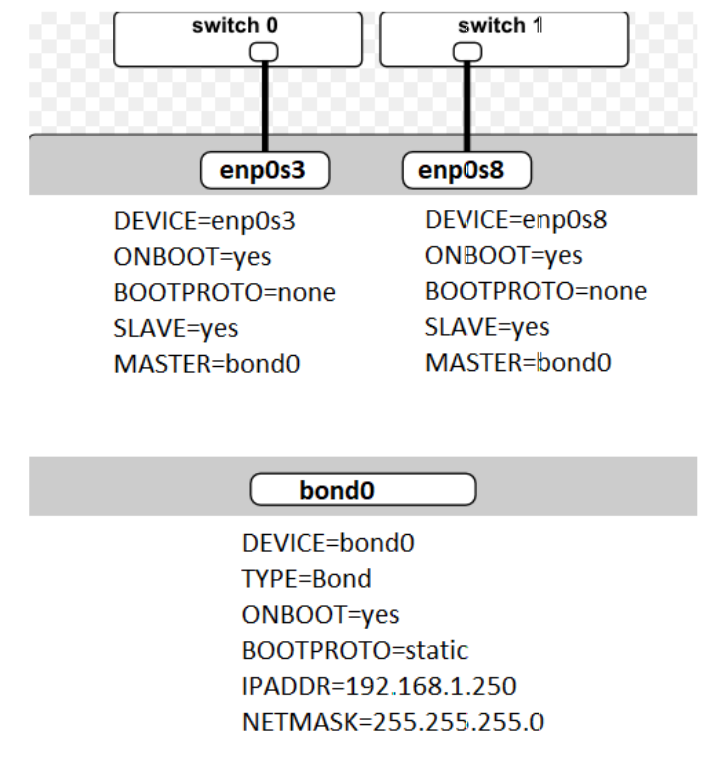 switch 0
switch 1
enp0s3
enp0s8
DEVICE=enp0s3
ONBOOT=yes
BOOTPROTO=none
SLAVE=yes
MASTER=bond0
DEVICE=enp0s8
ONBOOT=yes
BOOTPROTO=none
SLAVE=yes
MASTER=bond0
bond0
DEVICE=bond0
TYPE=Bond
ONBOOT=yes
BOOTPROTO=static
IPADDR=192.168.1.250
NETMASK=255.255.255.0